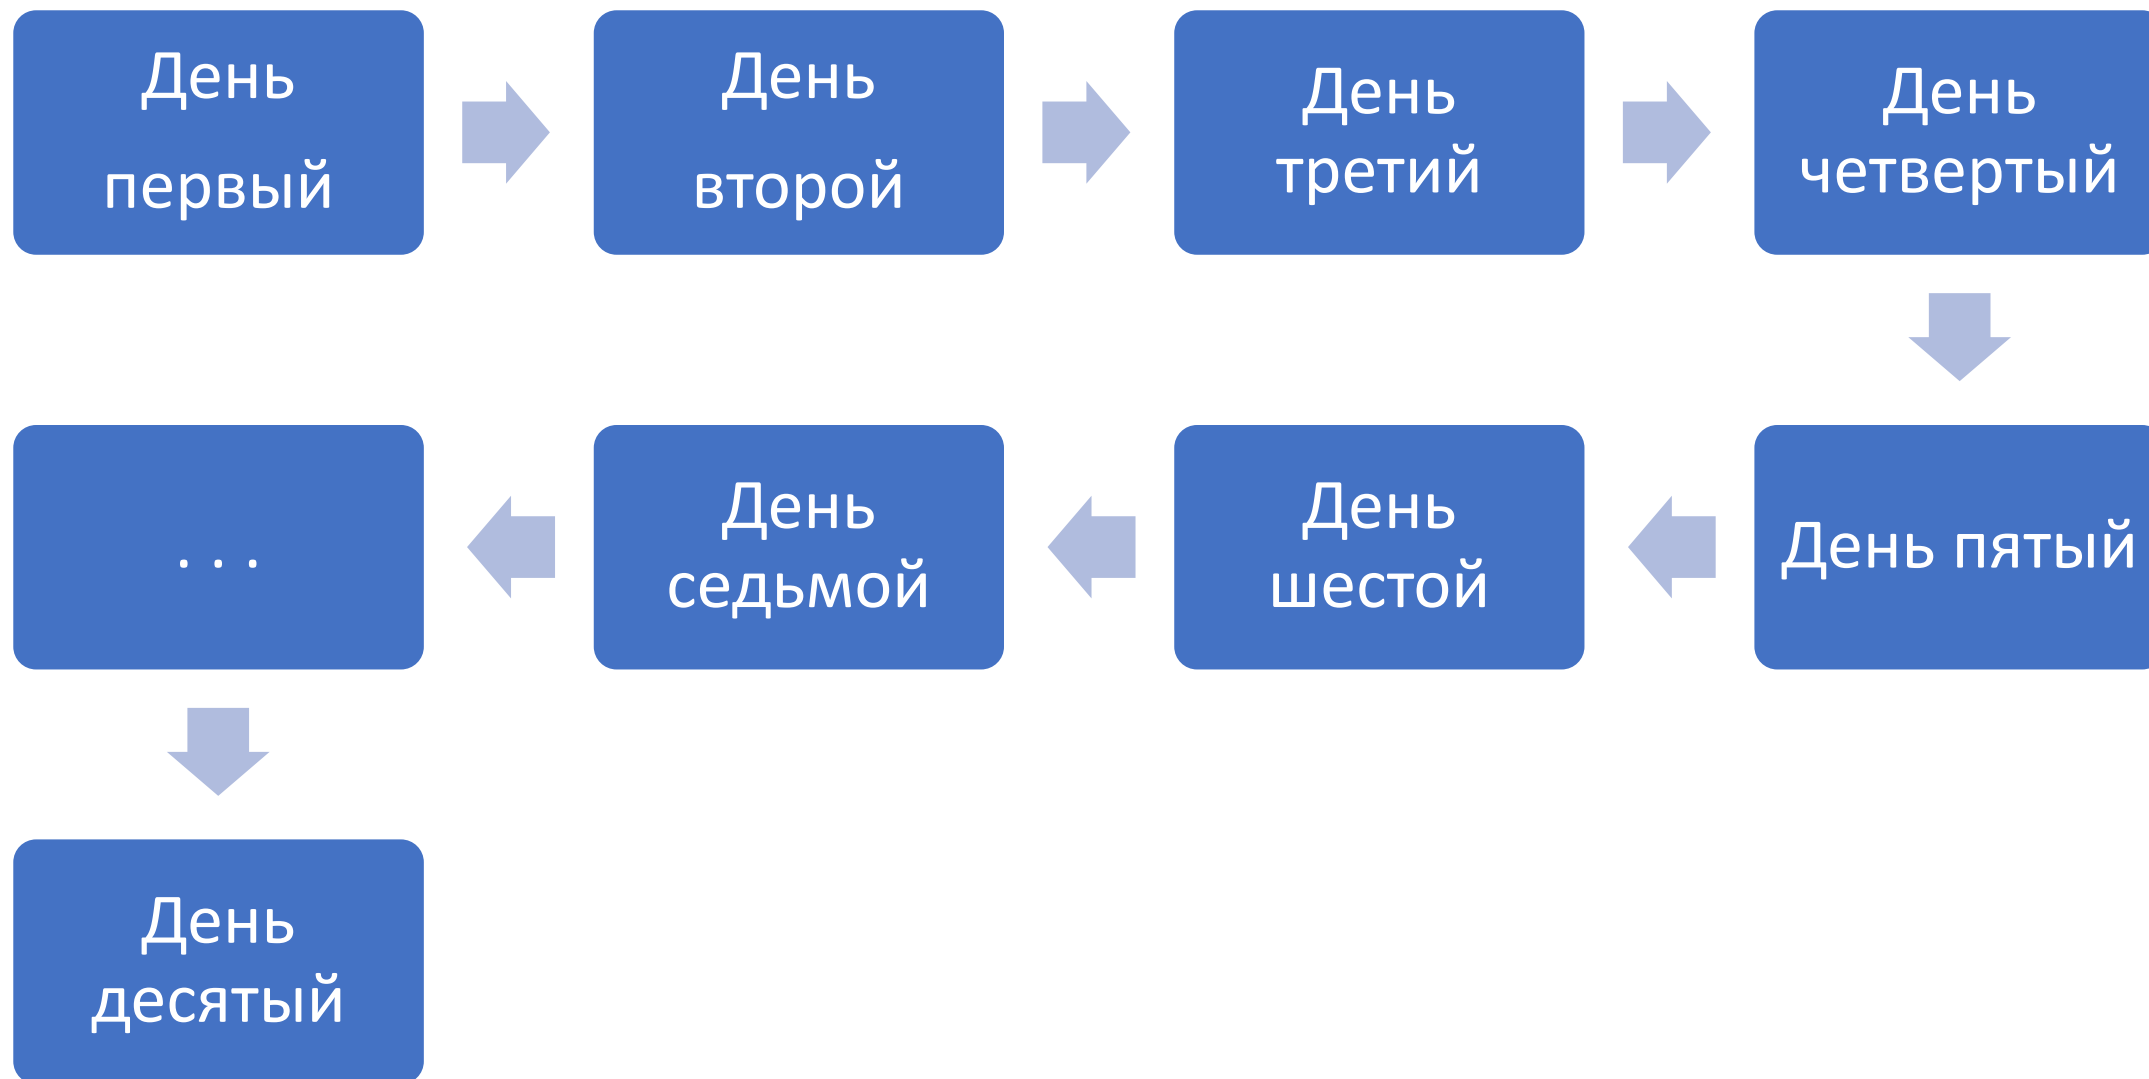 День
первый
День
второй
День
третий
День
четвертый
День пятый
День
шестой
День
седьмой
. . .
День
десятый